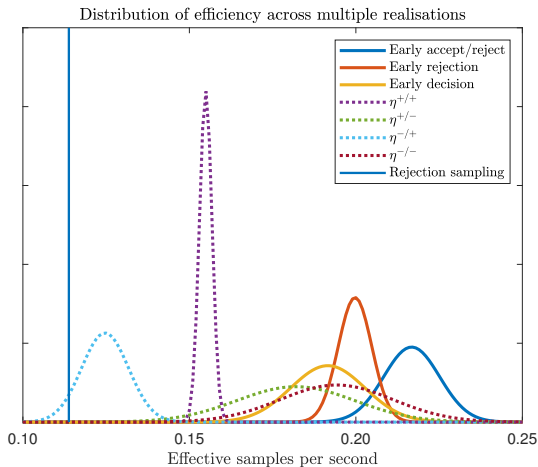 Distribution of efficiency across multiple realisations
Early accept/reject
Early rejection
Early decision
η+/+
η+/−
η−/+
η−/−
Rejection sampling
0.10 0.15 0.20 0.25
Effective samples per second